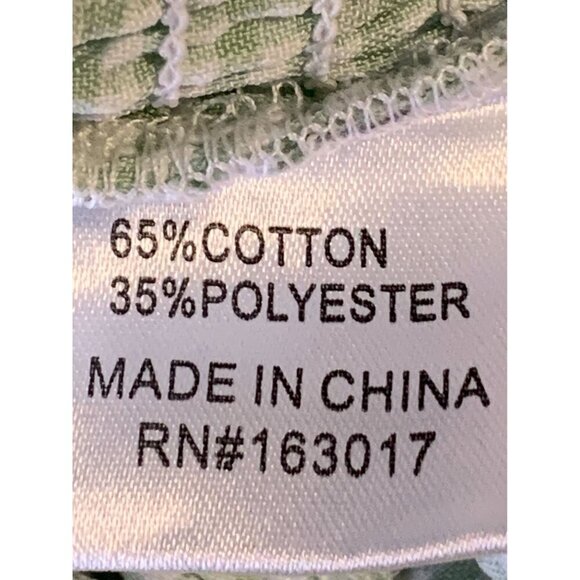 65%COTTON
35%POLYESTER
MADE IN CHINA
RN#163017